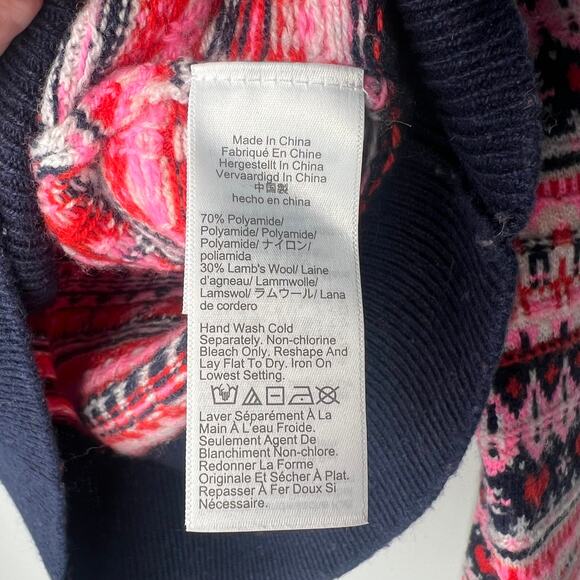 Made In China
Fabriqué En Chine
Hergestellt In China
Vervaardigd In China
中国製
hecho en china
70% Polyamide/
Polyamide/ Polyamide/
Polyamide/ ナイロン/
poliamida
30% Lamb's Wool/ Laine
d'agneau/ Lammwolle/
Lamswol/ ラムウール/ Lana
de cordero
Hand Wash Cold
Separately. Non-chlorine
Bleach Only. Reshape And
Lay Flat To Dry. Iron On
Lowest Setting.
Laver Séparément À La
Main À L'eau Froide.
Seulement Agent De
Blanchiment Non-chlore.
Redonner La Forme
Originale Et Sécher À Plat.
Repasser À Fer Doux Si
Nécessaire.